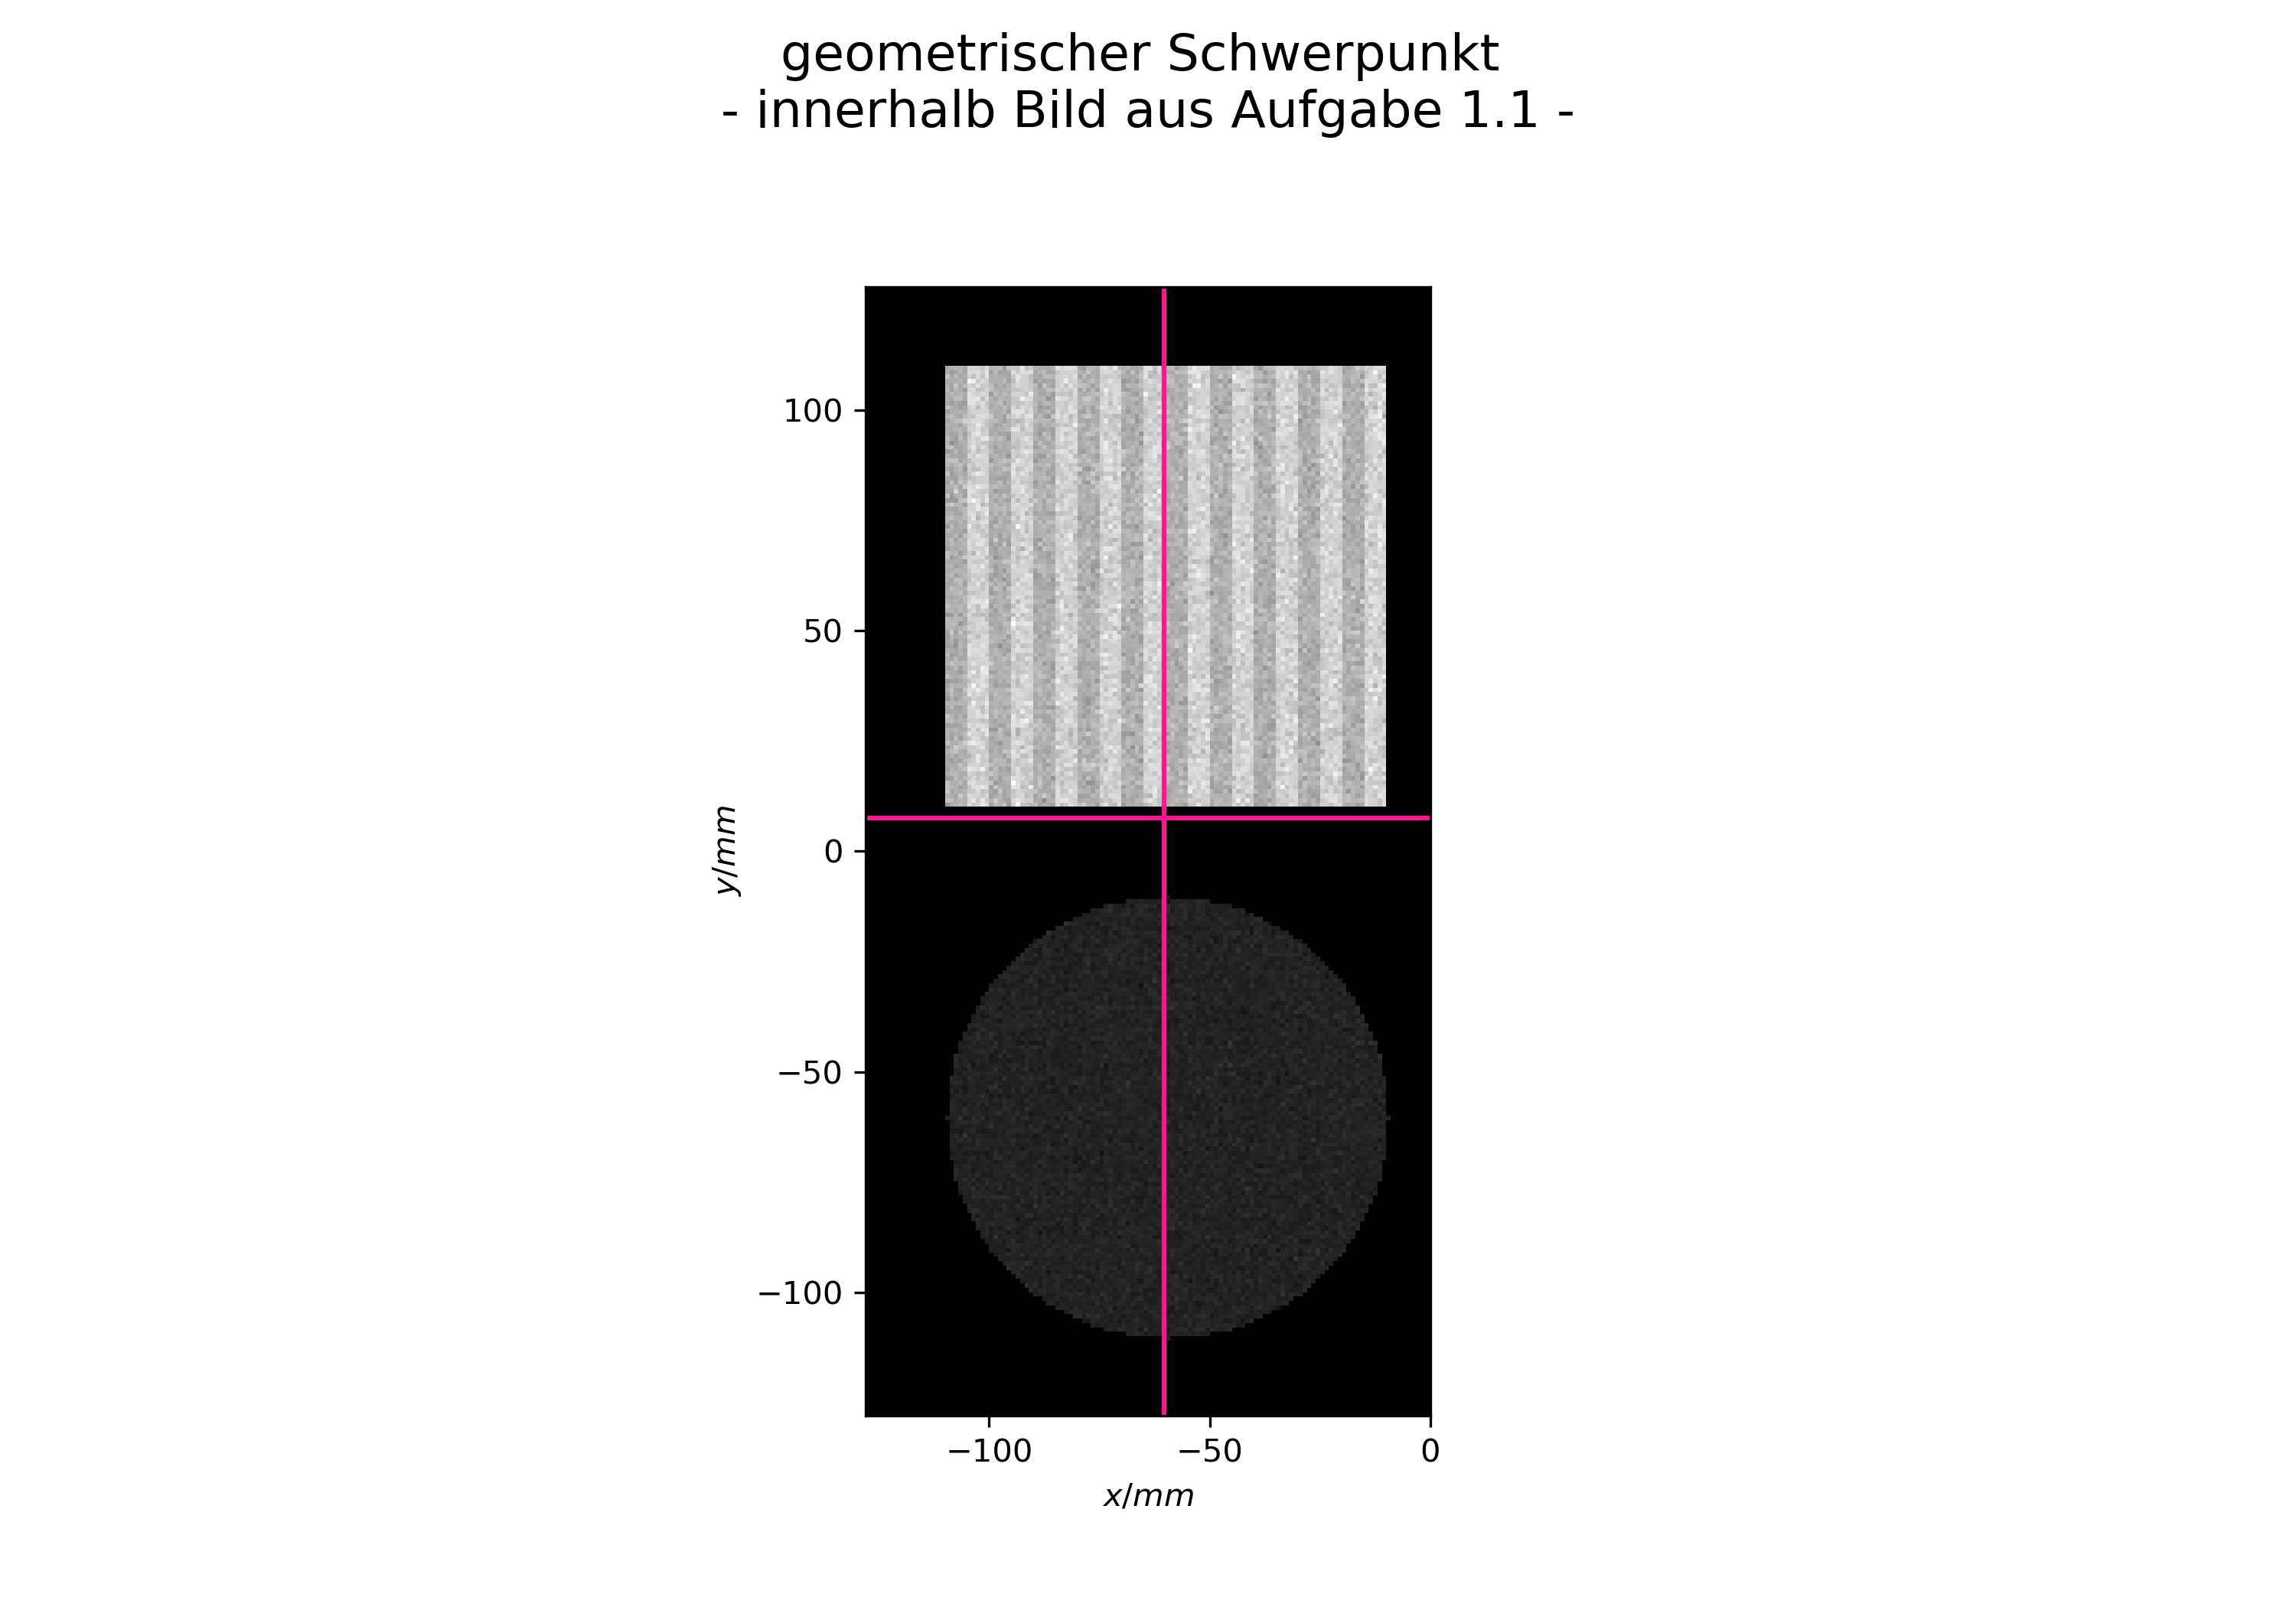 geometrischer Schwerpunkt
- innerhalb Bild aus Aufgabe 1.1 -
100
50
0
−50
−100
y/mm
−100 −50 0
x/mm